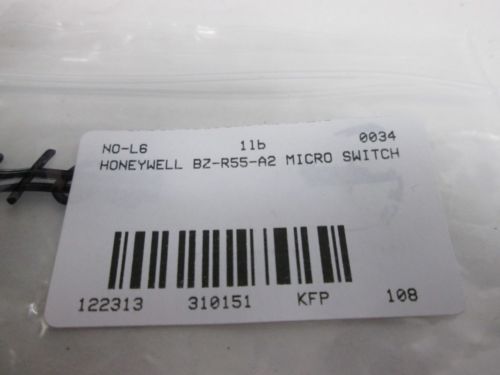 NO-L6 1lb 0034
HONEYWELL BZ-R55-A2 MICRO SWITCH
122313 310151 KFP 108